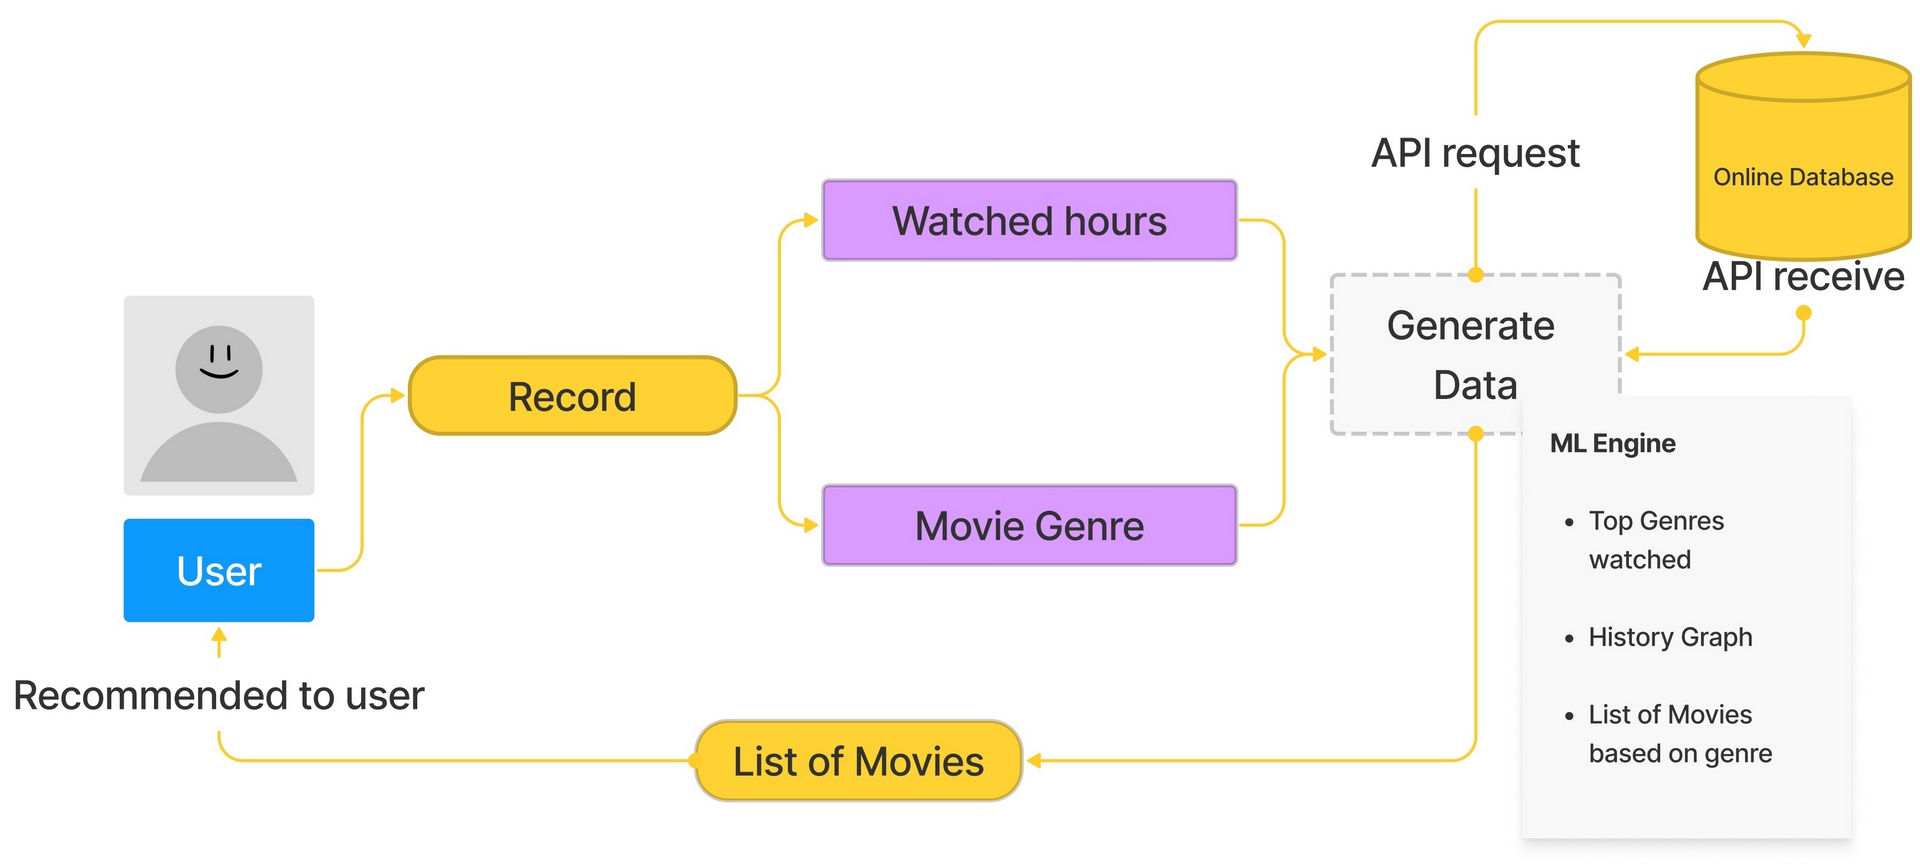 API request
Online Database
API receive
Watched hours
Generate
Data
Record
User
Movie Genre
ML Engine
• Top Genres
watched
• History Graph
• List of Movies
based on genre
Recommended to user
List of Movies